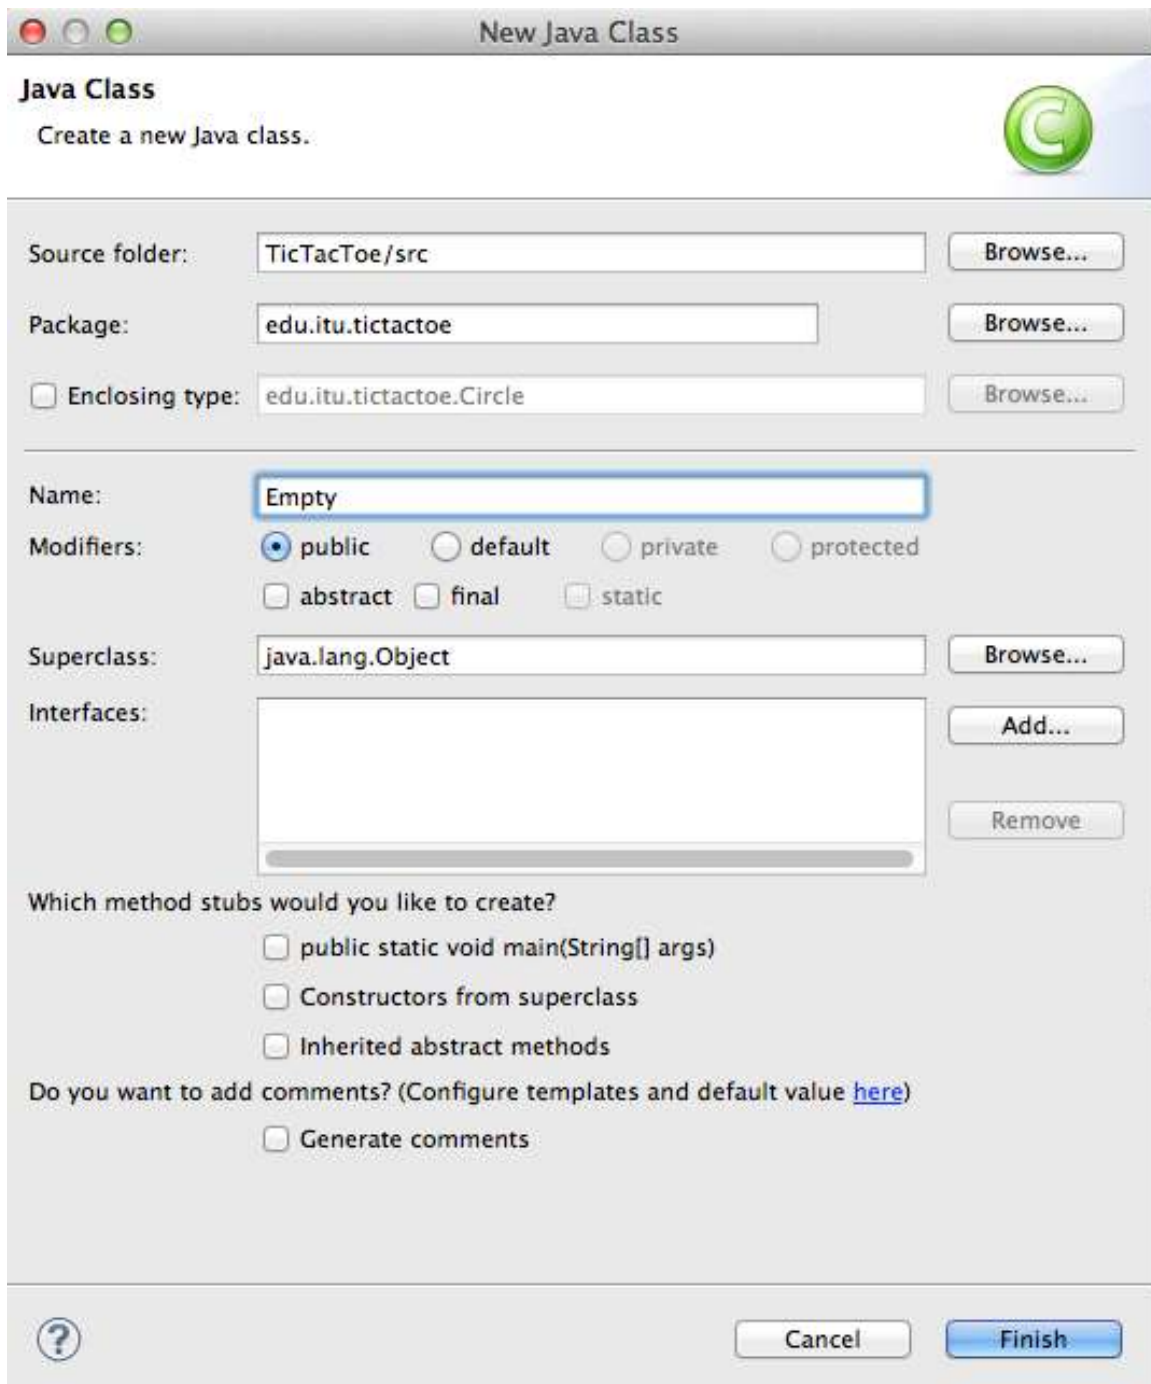 New Java Class
Java Class
Create a new Java class.
C
Source folder: TicTacToe/src Browse...
Package: edu.itu.tictactoe Browse...
Enclosing type: edu.itu.tictactoe.Circle Browse...
Name: Empty
Modifiers: public default private protected
abstract final static
Superclass: java.lang.Object Browse...
Interfaces: Add...
Remove
Which method stubs would you like to create?
public static void main(String[] args)
Constructors from superclass
Inherited abstract methods
Do you want to add comments? (Configure templates and default value here)
Generate comments
? Cancel Finish